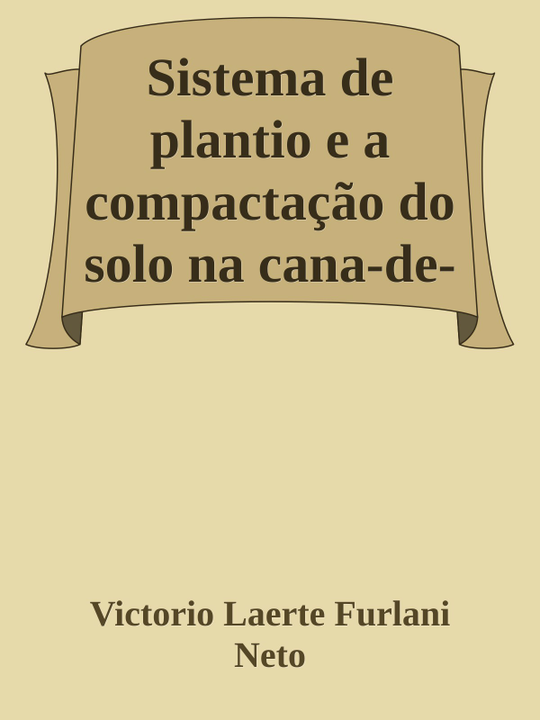 Sistema de
plantio e a
compactação do
solo na cana-de-
Victorio Laerte Furlani
Neto